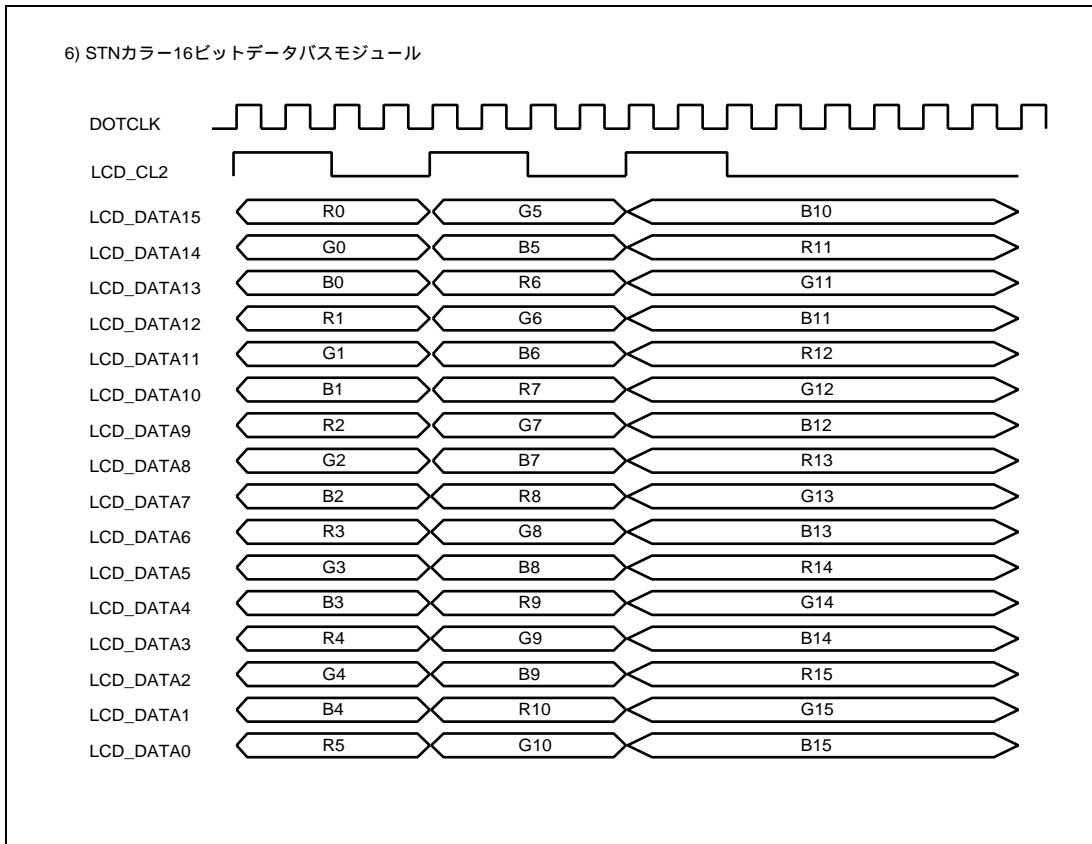 6) STNカラー16ビットデータバスモジュール
DOTCLK
LCD_CL2
LCD_DATA15 R0 G5 B10
LCD_DATA14 G0 B5 R11
LCD_DATA13 B0 R6 G11
LCD_DATA12 R1 G6 B11
LCD_DATA11 G1 B6 R12
LCD_DATA10 B1 R7 G12
LCD_DATA9 R2 G7 B12
LCD_DATA8 G2 B7 R13
LCD_DATA7 B2 R8 G13
LCD_DATA6 R3 G8 B13
LCD_DATA5 G3 B8 R14
LCD_DATA4 B3 R9 G14
LCD_DATA3 R4 G9 B14
LCD_DATA2 G4 B9 R15
LCD_DATA1 B4 R10 G15
LCD_DATA0 R5 G10 B15